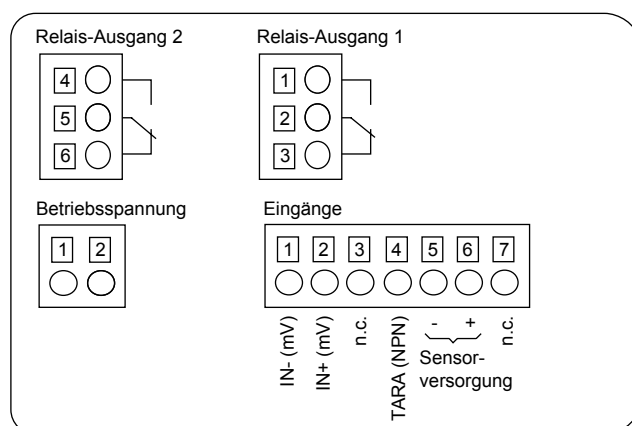 Relais-Ausgang 2 Relais-Ausgang 1
4 1
5 2
6 3
Betriebsspannung Eingänge
1 2 1 2 3 4 5 6 7
IN- (mV)
IN+ (mV)
n.c.
TARA (NPN)
- +
Sensor-
versorgung
n.c.